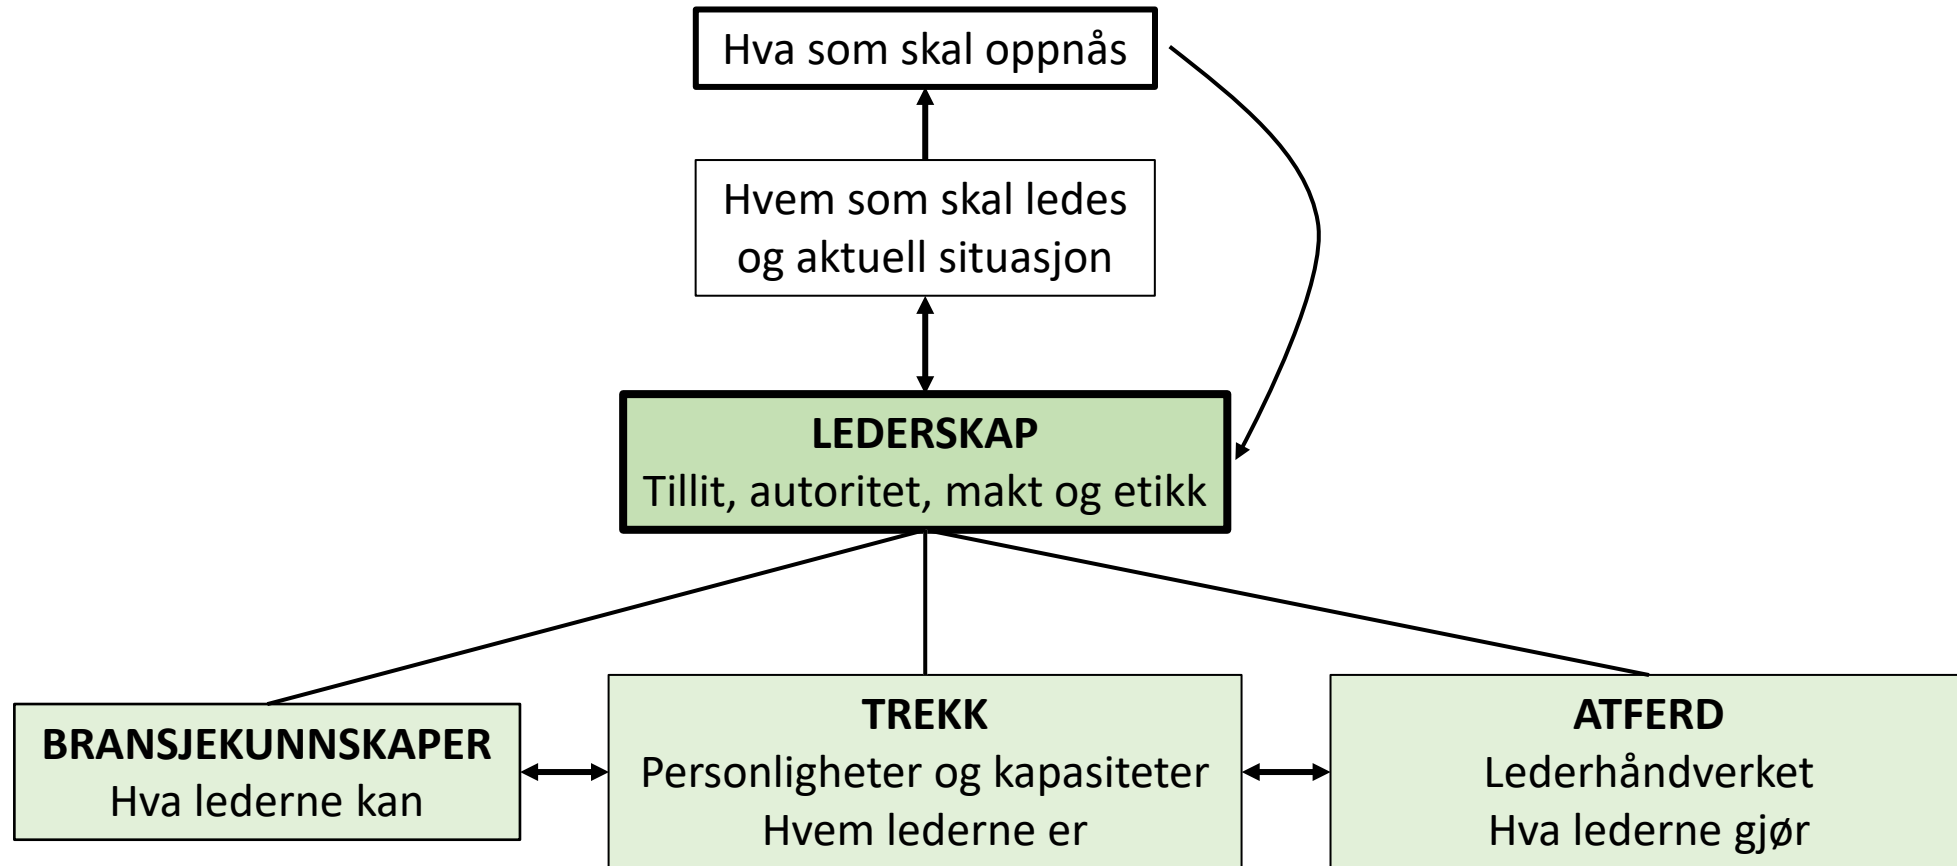 Hva som skal oppnås
Hvem som skal ledes
og aktuell situasjon
LEDERSKAP
Tillit, autoritet, makt og etikk
BRANSJEKUNNSKAPER
Hva lederne kan
TREKK
Personligheter og kapasiteter
Hvem lederne er
ATFERD
Lederhåndverket
Hva lederne gjør